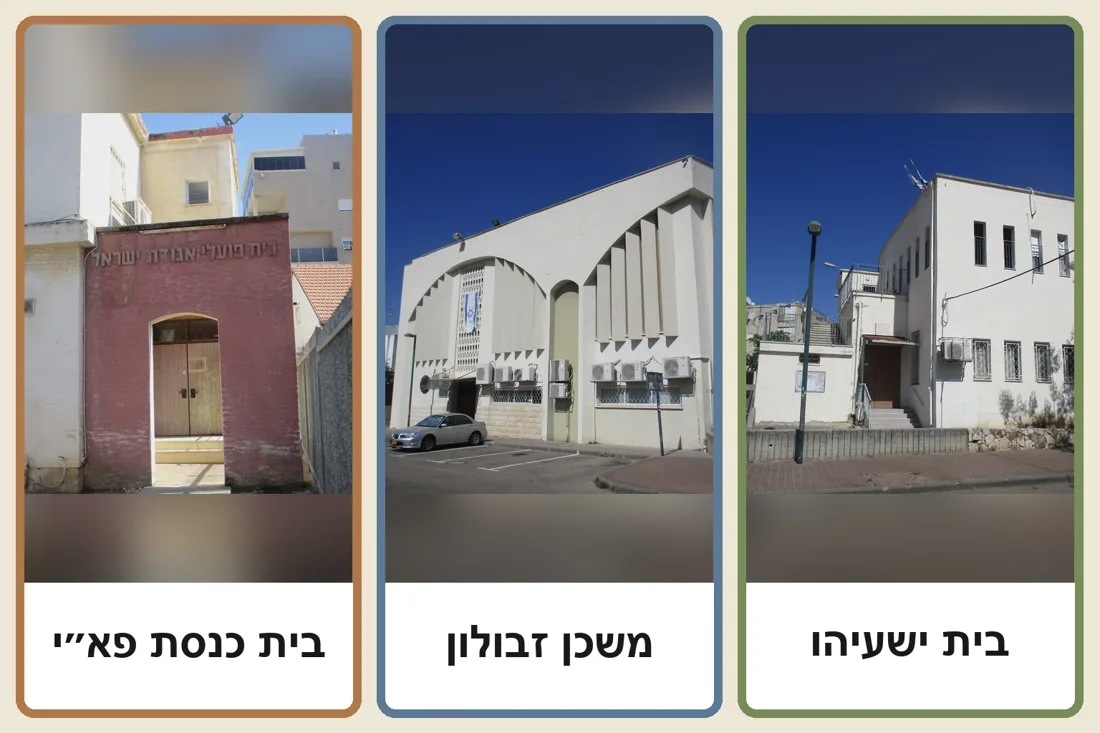 בית פועלי אגודת ישראל
בית ישעיהו
משכן זבולון
בית כנסת פא״י